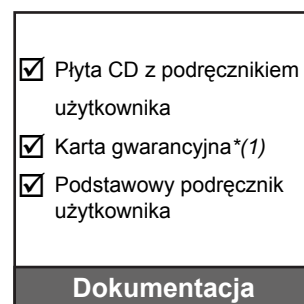 Płyta CD z podręcznikiem
użytkownika
Karta gwarancyjna*(1)
Podstawowy podręcznik
użytkownika
Dokumentacja